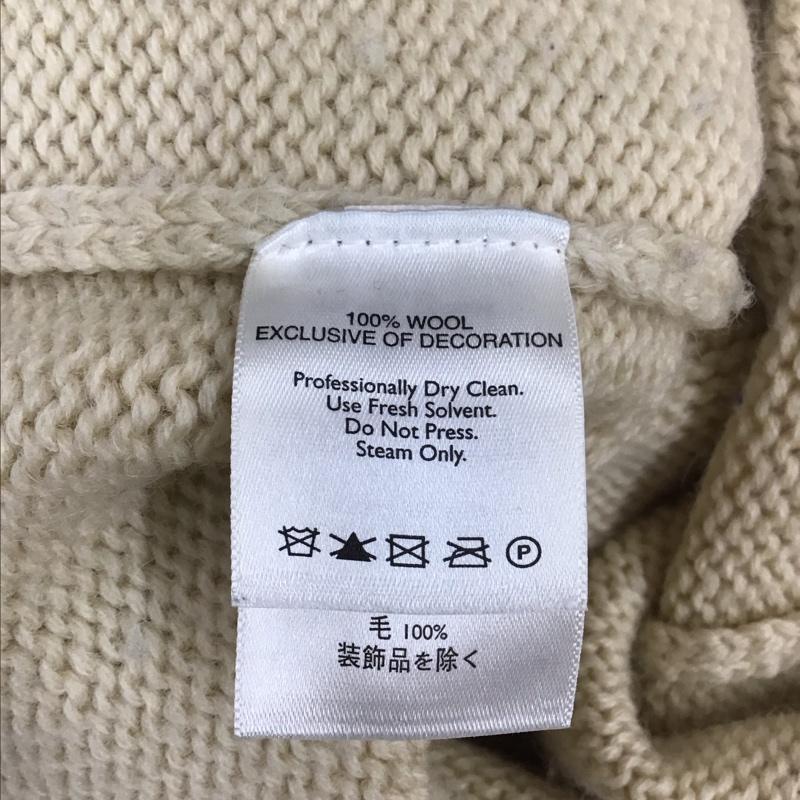 100% WOOL
EXCLUSIVE OF DECORATION
Professionally Dry Clean.
Use Fresh Solvent.
Do Not Press.
Steam Only.
P
毛 100%
装飾品を除く